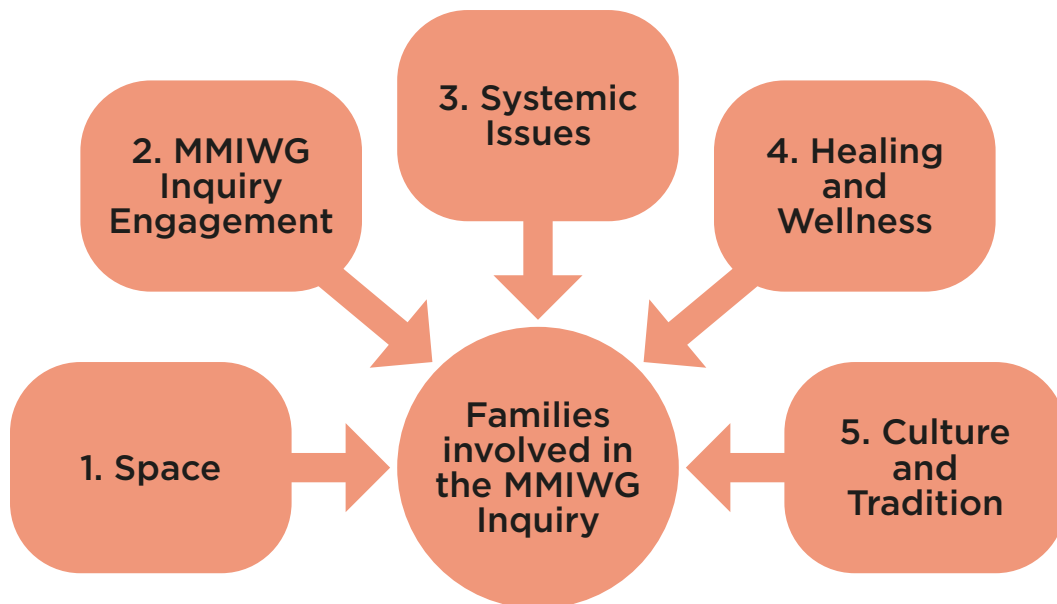 1. Space
2. MMIWG
Inquiry
Engagement
3. Systemic
Issues
4. Healing
and
Wellness
5. Culture
and
Tradition
Families
involved in
the MMIWG
Inquiry